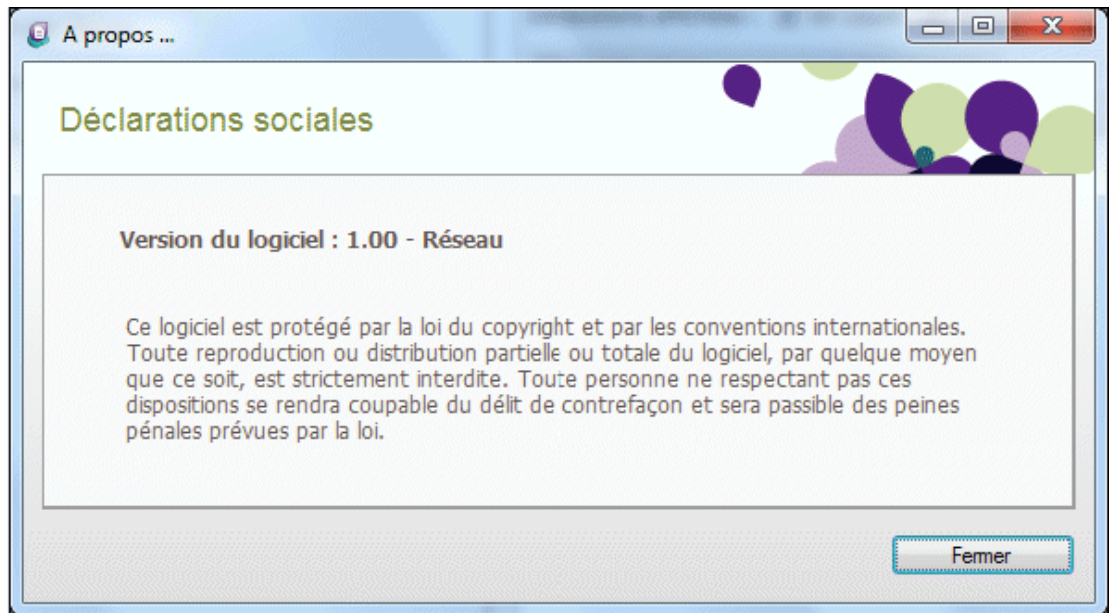 A propos ...
Déclarations sociales
Version du logiciel : 1.00 - Réseau
Ce logiciel est protégé par la loi du copyright et par les conventions internationales.
Toute reproduction ou distribution partielle ou totale du logiciel, par quelque moyen
que ce soit, est strictement interdite. Toute personne ne respectant pas ces
dispositions se rendra coupable du délit de contrefaçon et sera passible des peines
pénales prévues par la loi.
Fermer